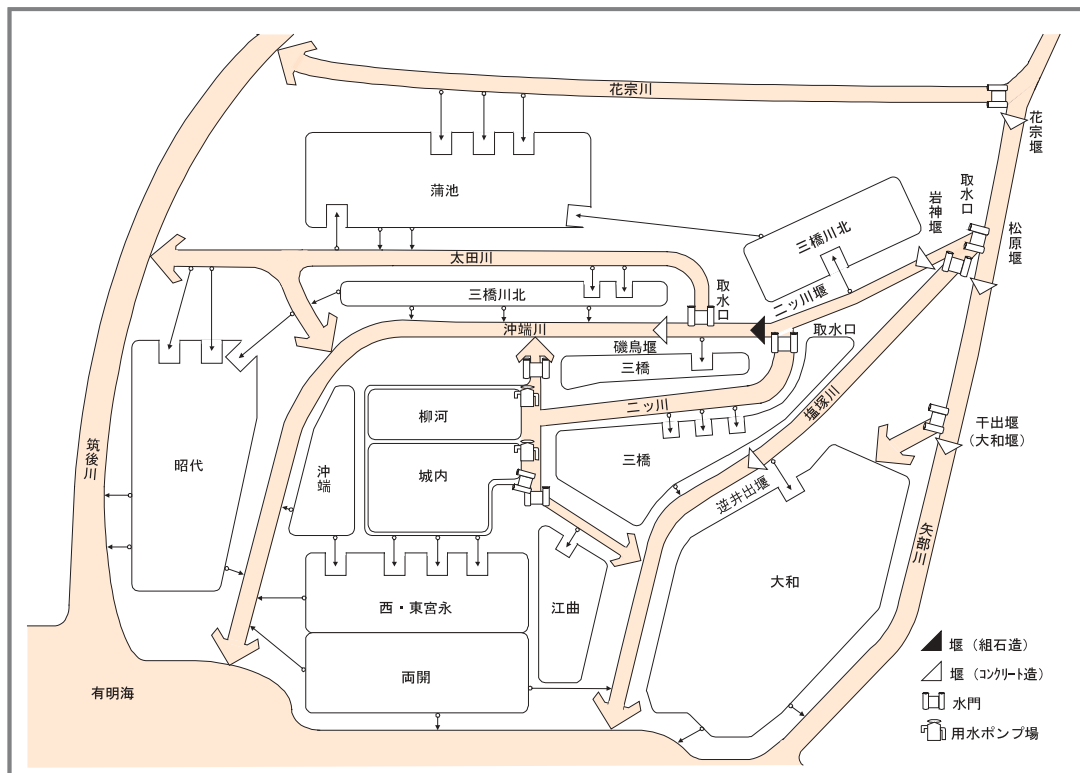 花宗川
花宗堰
取水口
岩神堰
松原堰
蒲池
三橋川北
二ッ川堰
太田川
取水口
三橋川北
沖端川
取水口
磯鳥堰
三橋
二ッ川
塩塚川
柳河
干出堰
(大和堰)
筑後川
昭代
沖端
城内
三橋
逆井出堰
矢部川
大和
西・東宮永
江曲
両開
有明海
堰(組石造)
堰(コンクリート造)
水門
用水ポンプ場